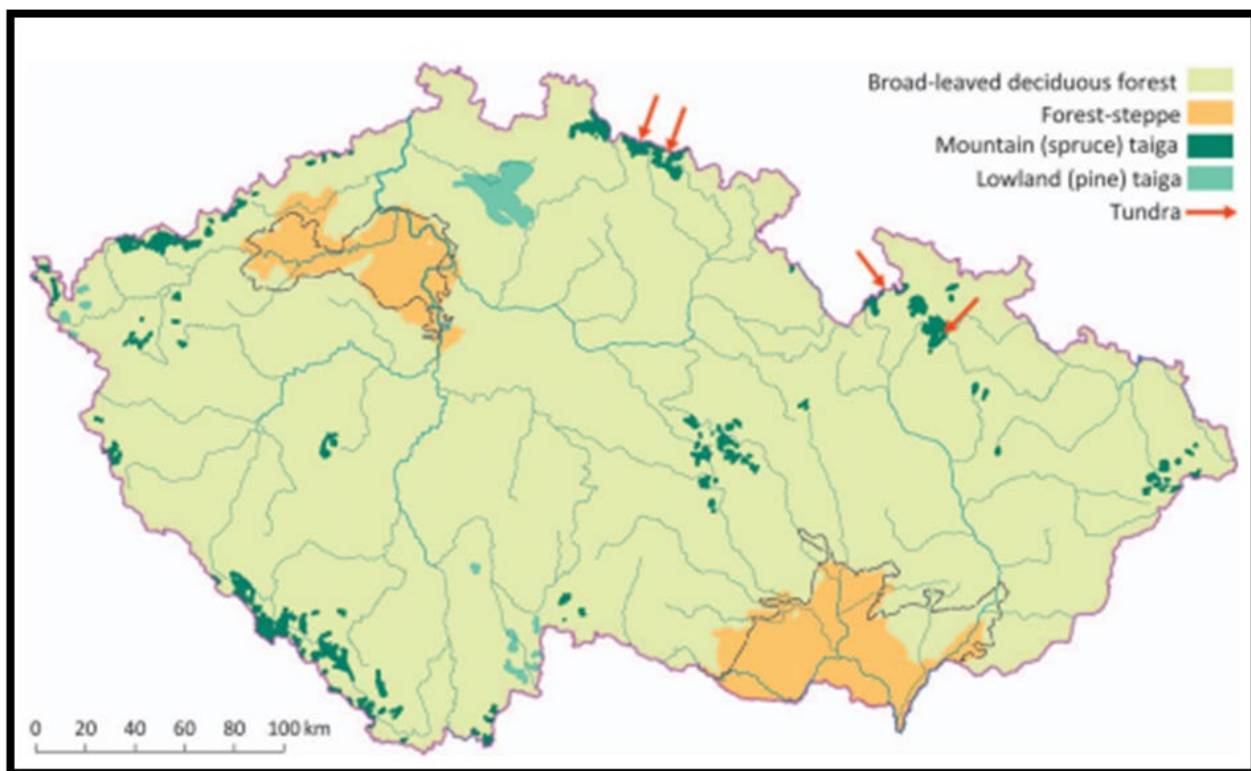 Broad-leaved deciduous forest
Forest-steppe
Mountain (spruce) taiga
Lowland (pine) taiga
Tundra
0 20 40 60 80 100 km